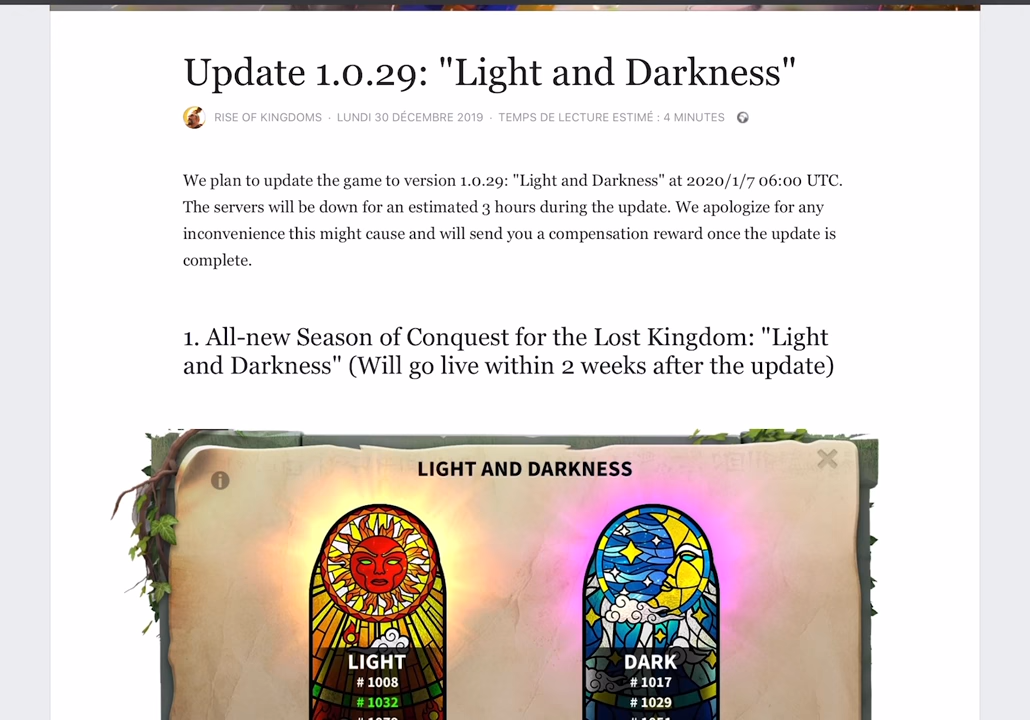 Update 1.0.29: "Light and Darkness"
RISE OF KINGDOMS · LUNDI 30 DÉCEMBRE 2019 · TEMPS DE LECTURE ESTIMÉ : 4 MINUTES
We plan to update the game to version 1.0.29: "Light and Darkness" at 2020/1/7 06:00 UTC.
The servers will be down for an estimated 3 hours during the update. We apologize for any
inconvenience this might cause and will send you a compensation reward once the update is
complete.
1. All-new Season of Conquest for the Lost Kingdom: "Light
and Darkness" (Will go live within 2 weeks after the update)
LIGHT AND DARKNESS
LIGHT
# 1008
# 1032
DARK
# 1017
# 1029